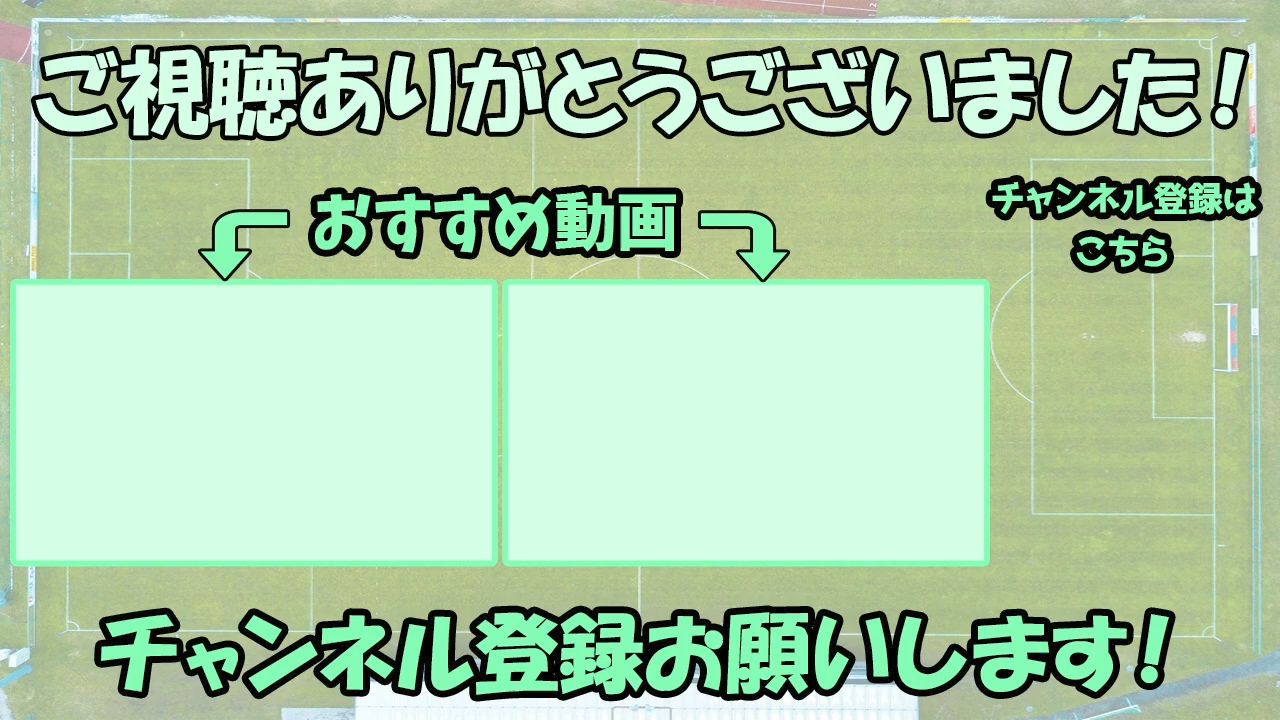 ご視聴ありがとうございました!
おすすめ動画
チャンネル登録は
こちら
チャンネル登録お願いします!